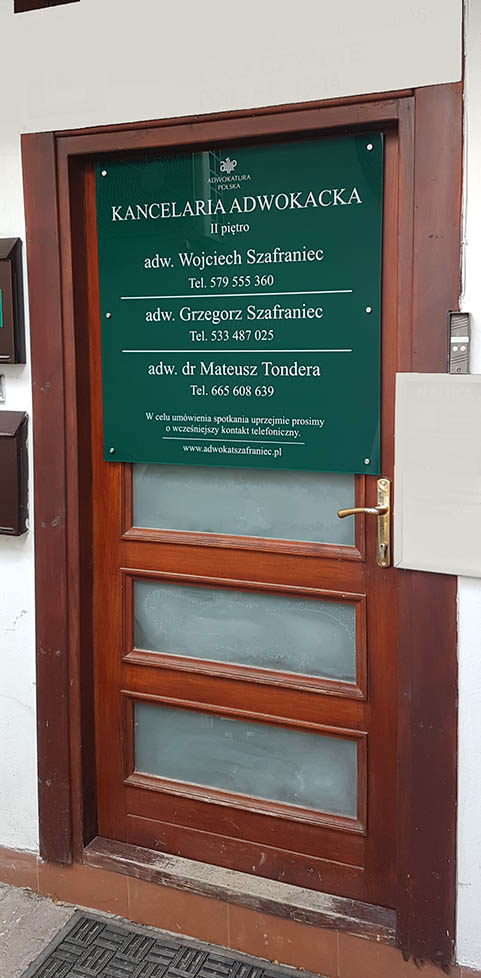 ADWOKATURA
POLSKA
KANCELARIA ADWOKACKA
II piętro
adw. Wojciech Szafraniec
Tel. 579 555 360
adw. Grzegorz Szafraniec
Tel. 533 487 025
adw. dr Mateusz Tondera
Tel. 665 608 639
W celu umówienia spotkania uprzejmie prosimy
o wcześniejszy kontakt telefoniczny.
www.adwokatszafraniec.pl